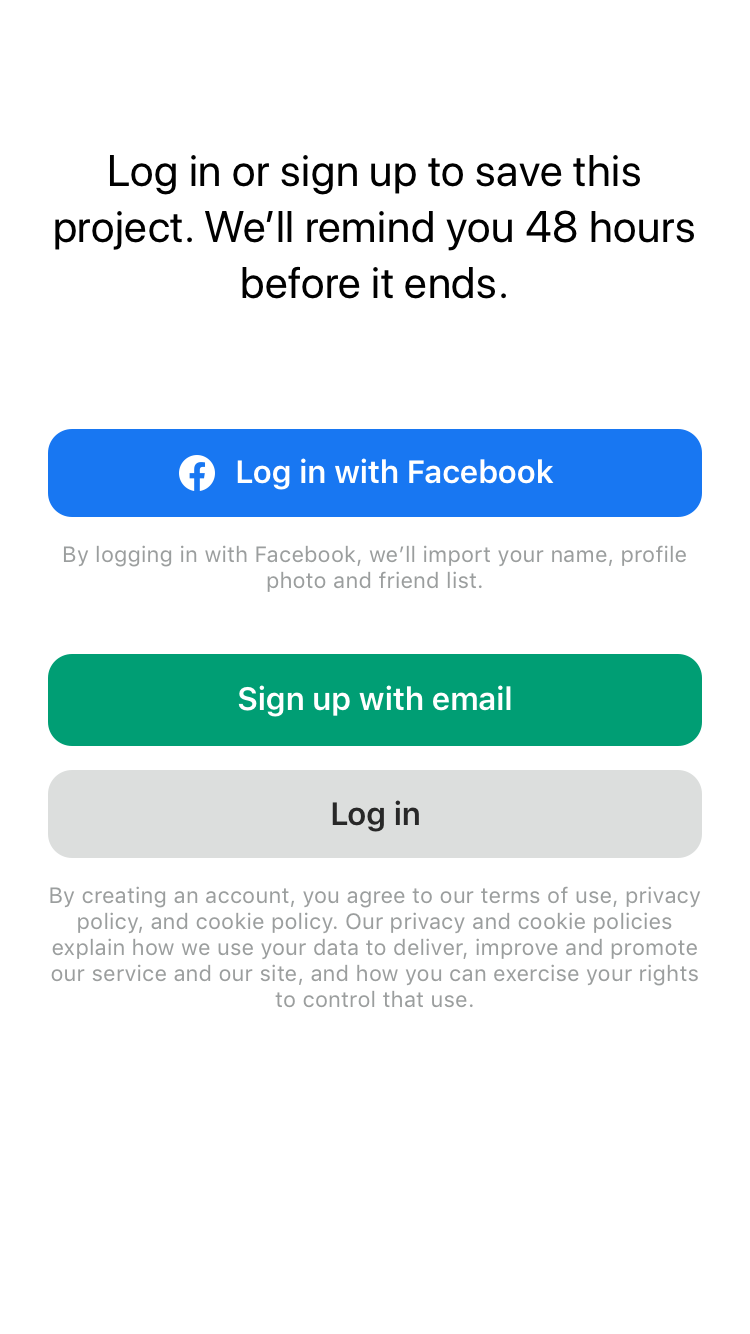 Log in or sign up to save this
project. We’ll remind you 48 hours
before it ends.
Log in with Facebook
By logging in with Facebook, we’ll import your name, profile
photo and friend list.
Sign up with email
Log in
By creating an account, you agree to our terms of use, privacy
policy, and cookie policy. Our privacy and cookie policies
explain how we use your data to deliver, improve and promote
our service and our site, and how you can exercise your rights
to control that use.